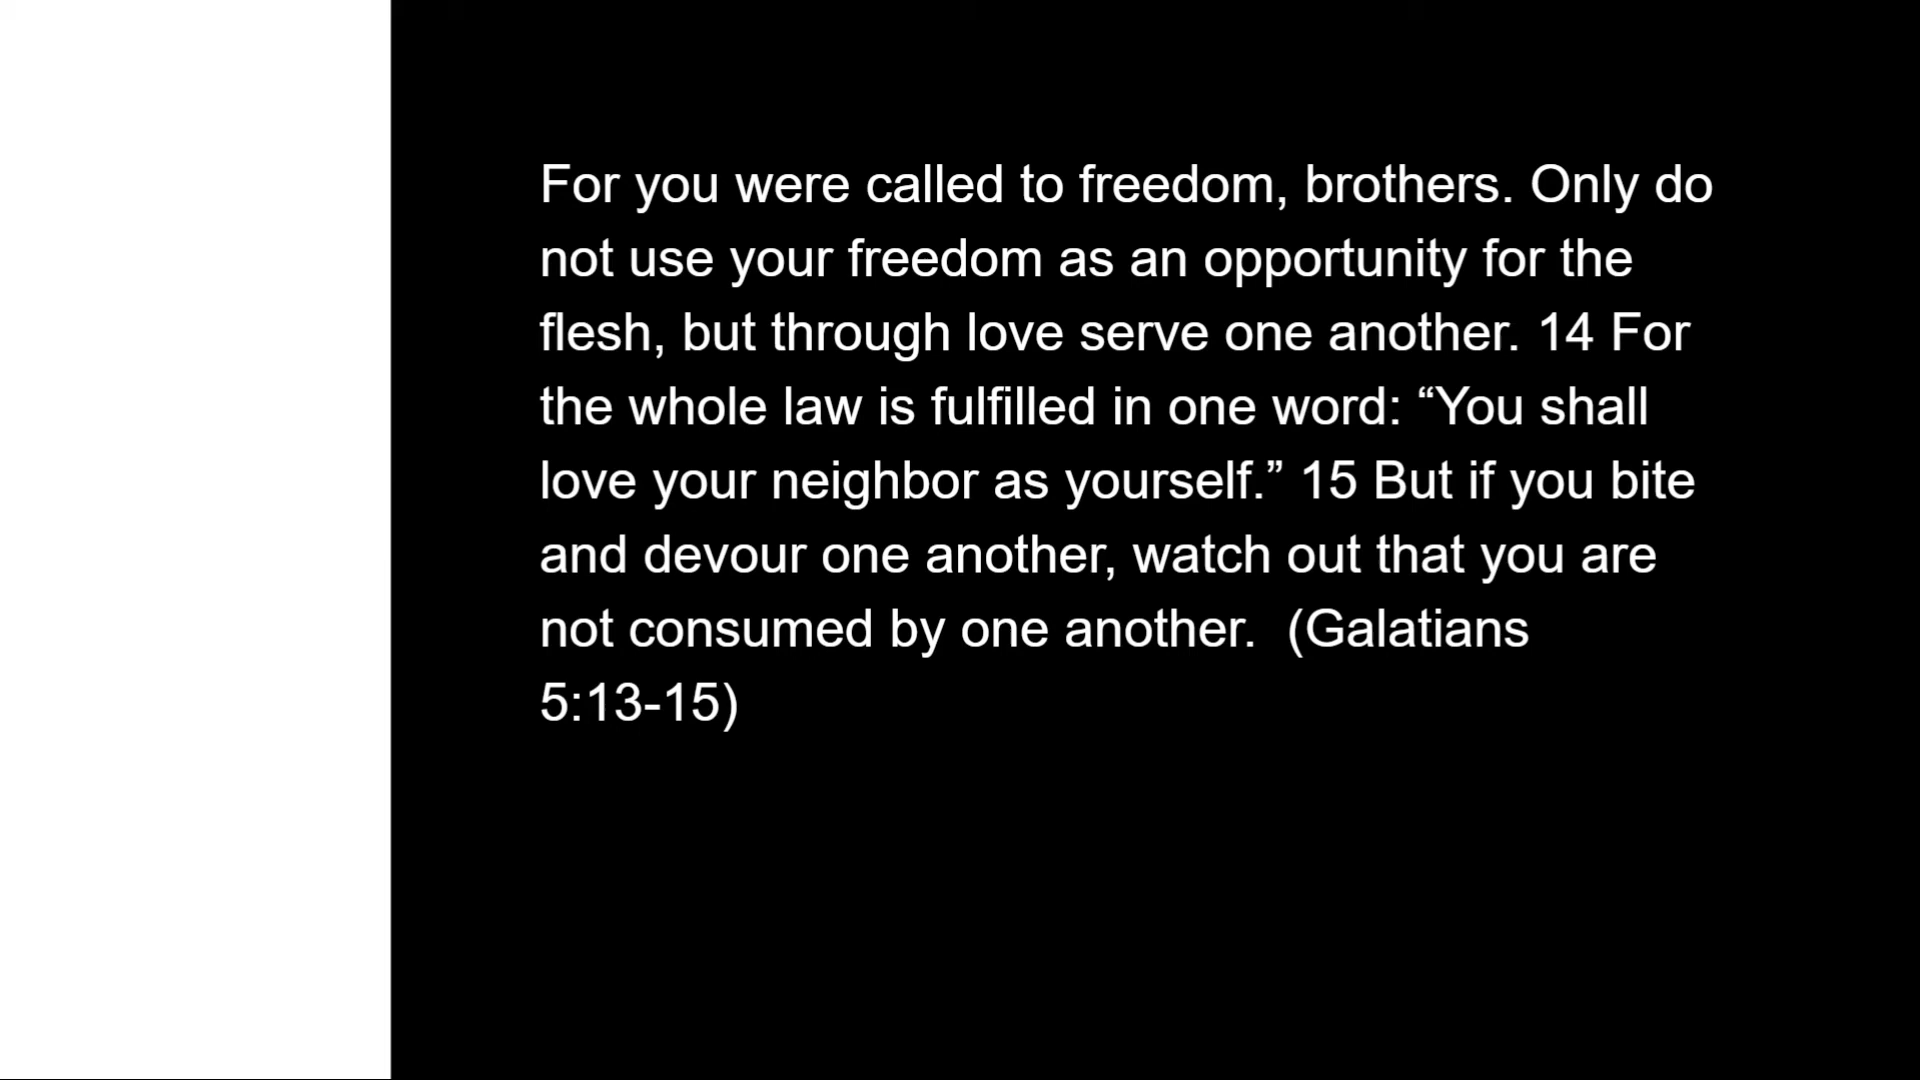 For you were called to freedom, brothers. Only do
not use your freedom as an opportunity for the
flesh, but through love serve one another. 14 For
the whole law is fulfilled in one word: “You shall
love your neighbor as yourself.” 15 But if you bite
and devour one another, watch out that you are
not consumed by one another.  (Galatians
5:13-15)